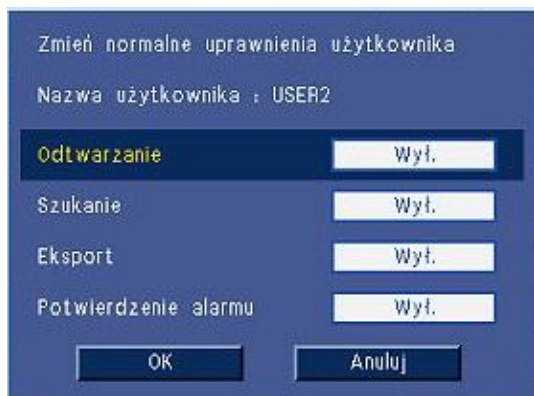 Zmień normalne uprawnienia użytkownika
Nazwa użytkownika : USER2
Odtwarzanie Wył.
Szukanie Wył.
Eksport Wył.
Potwierdzenie alarmu Wył.
OK Anuluj